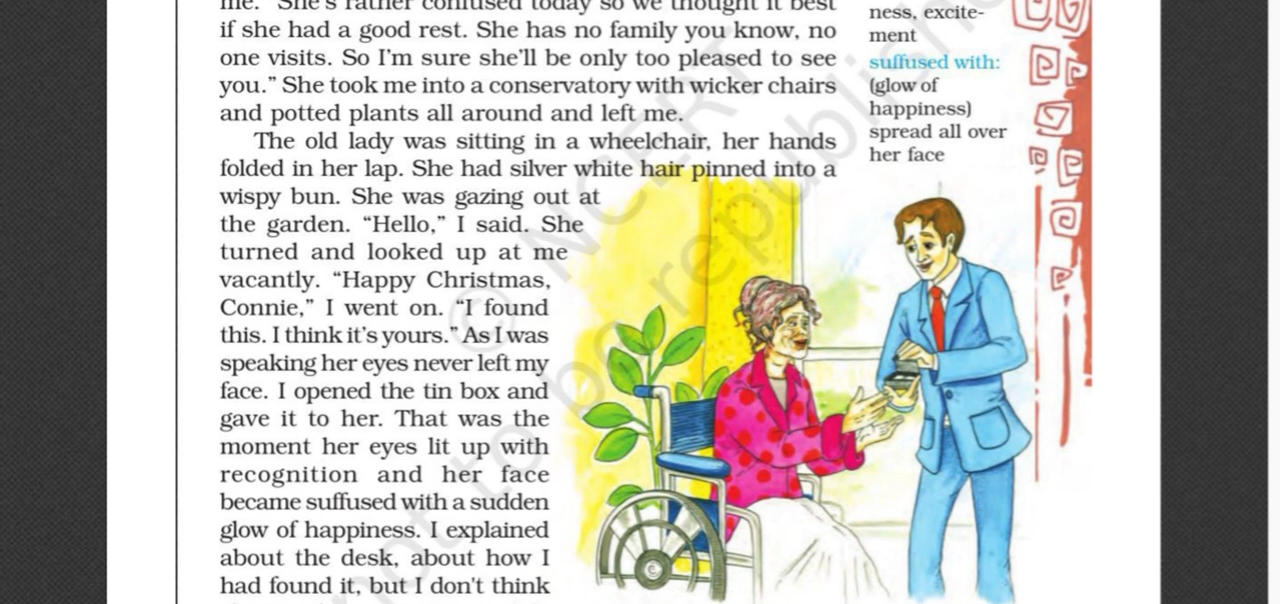 me. "She's rather confused today so we thought it best
if she had a good rest. She has no family you know, no
one visits. So I'm sure she'll be only too pleased to see
you." She took me into a conservatory with wicker chairs
and potted plants all around and left me.
The old lady was sitting in a wheelchair, her hands
folded in her lap. She had silver white hair pinned into a
wispy bun. She was gazing out at
the garden. "Hello," I said. She
turned and looked up at me
vacantly. "Happy Christmas,
Connie," I went on. "I found
this. I think it's yours." As I was
speaking her eyes never left my
face. I opened the tin box and
gave it to her. That was the
moment her eyes lit up with
recognition and her face
became suffused with a sudden
glow of happiness. I explained
about the desk, about how I
had found it, but I don't think
ness, excite-
ment
suffused with:
(glow of
happiness)
spread all over
her face
© NCERT
not to be republished